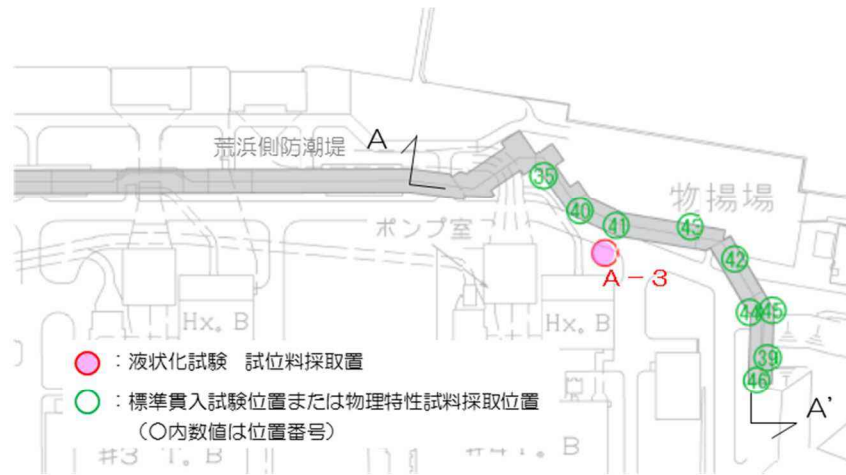 荒浜側防潮堤
A
35
物揚場
40
41
43
ポンプ室
42
A-3
44
45
Hx. B
Hx. B
39
：液状化試験 試位料採取置
46
：標準貫入試験位置または物理特性試料採取位置
A'
（○内数値は位置番号）
#3 T. B
#4T. B